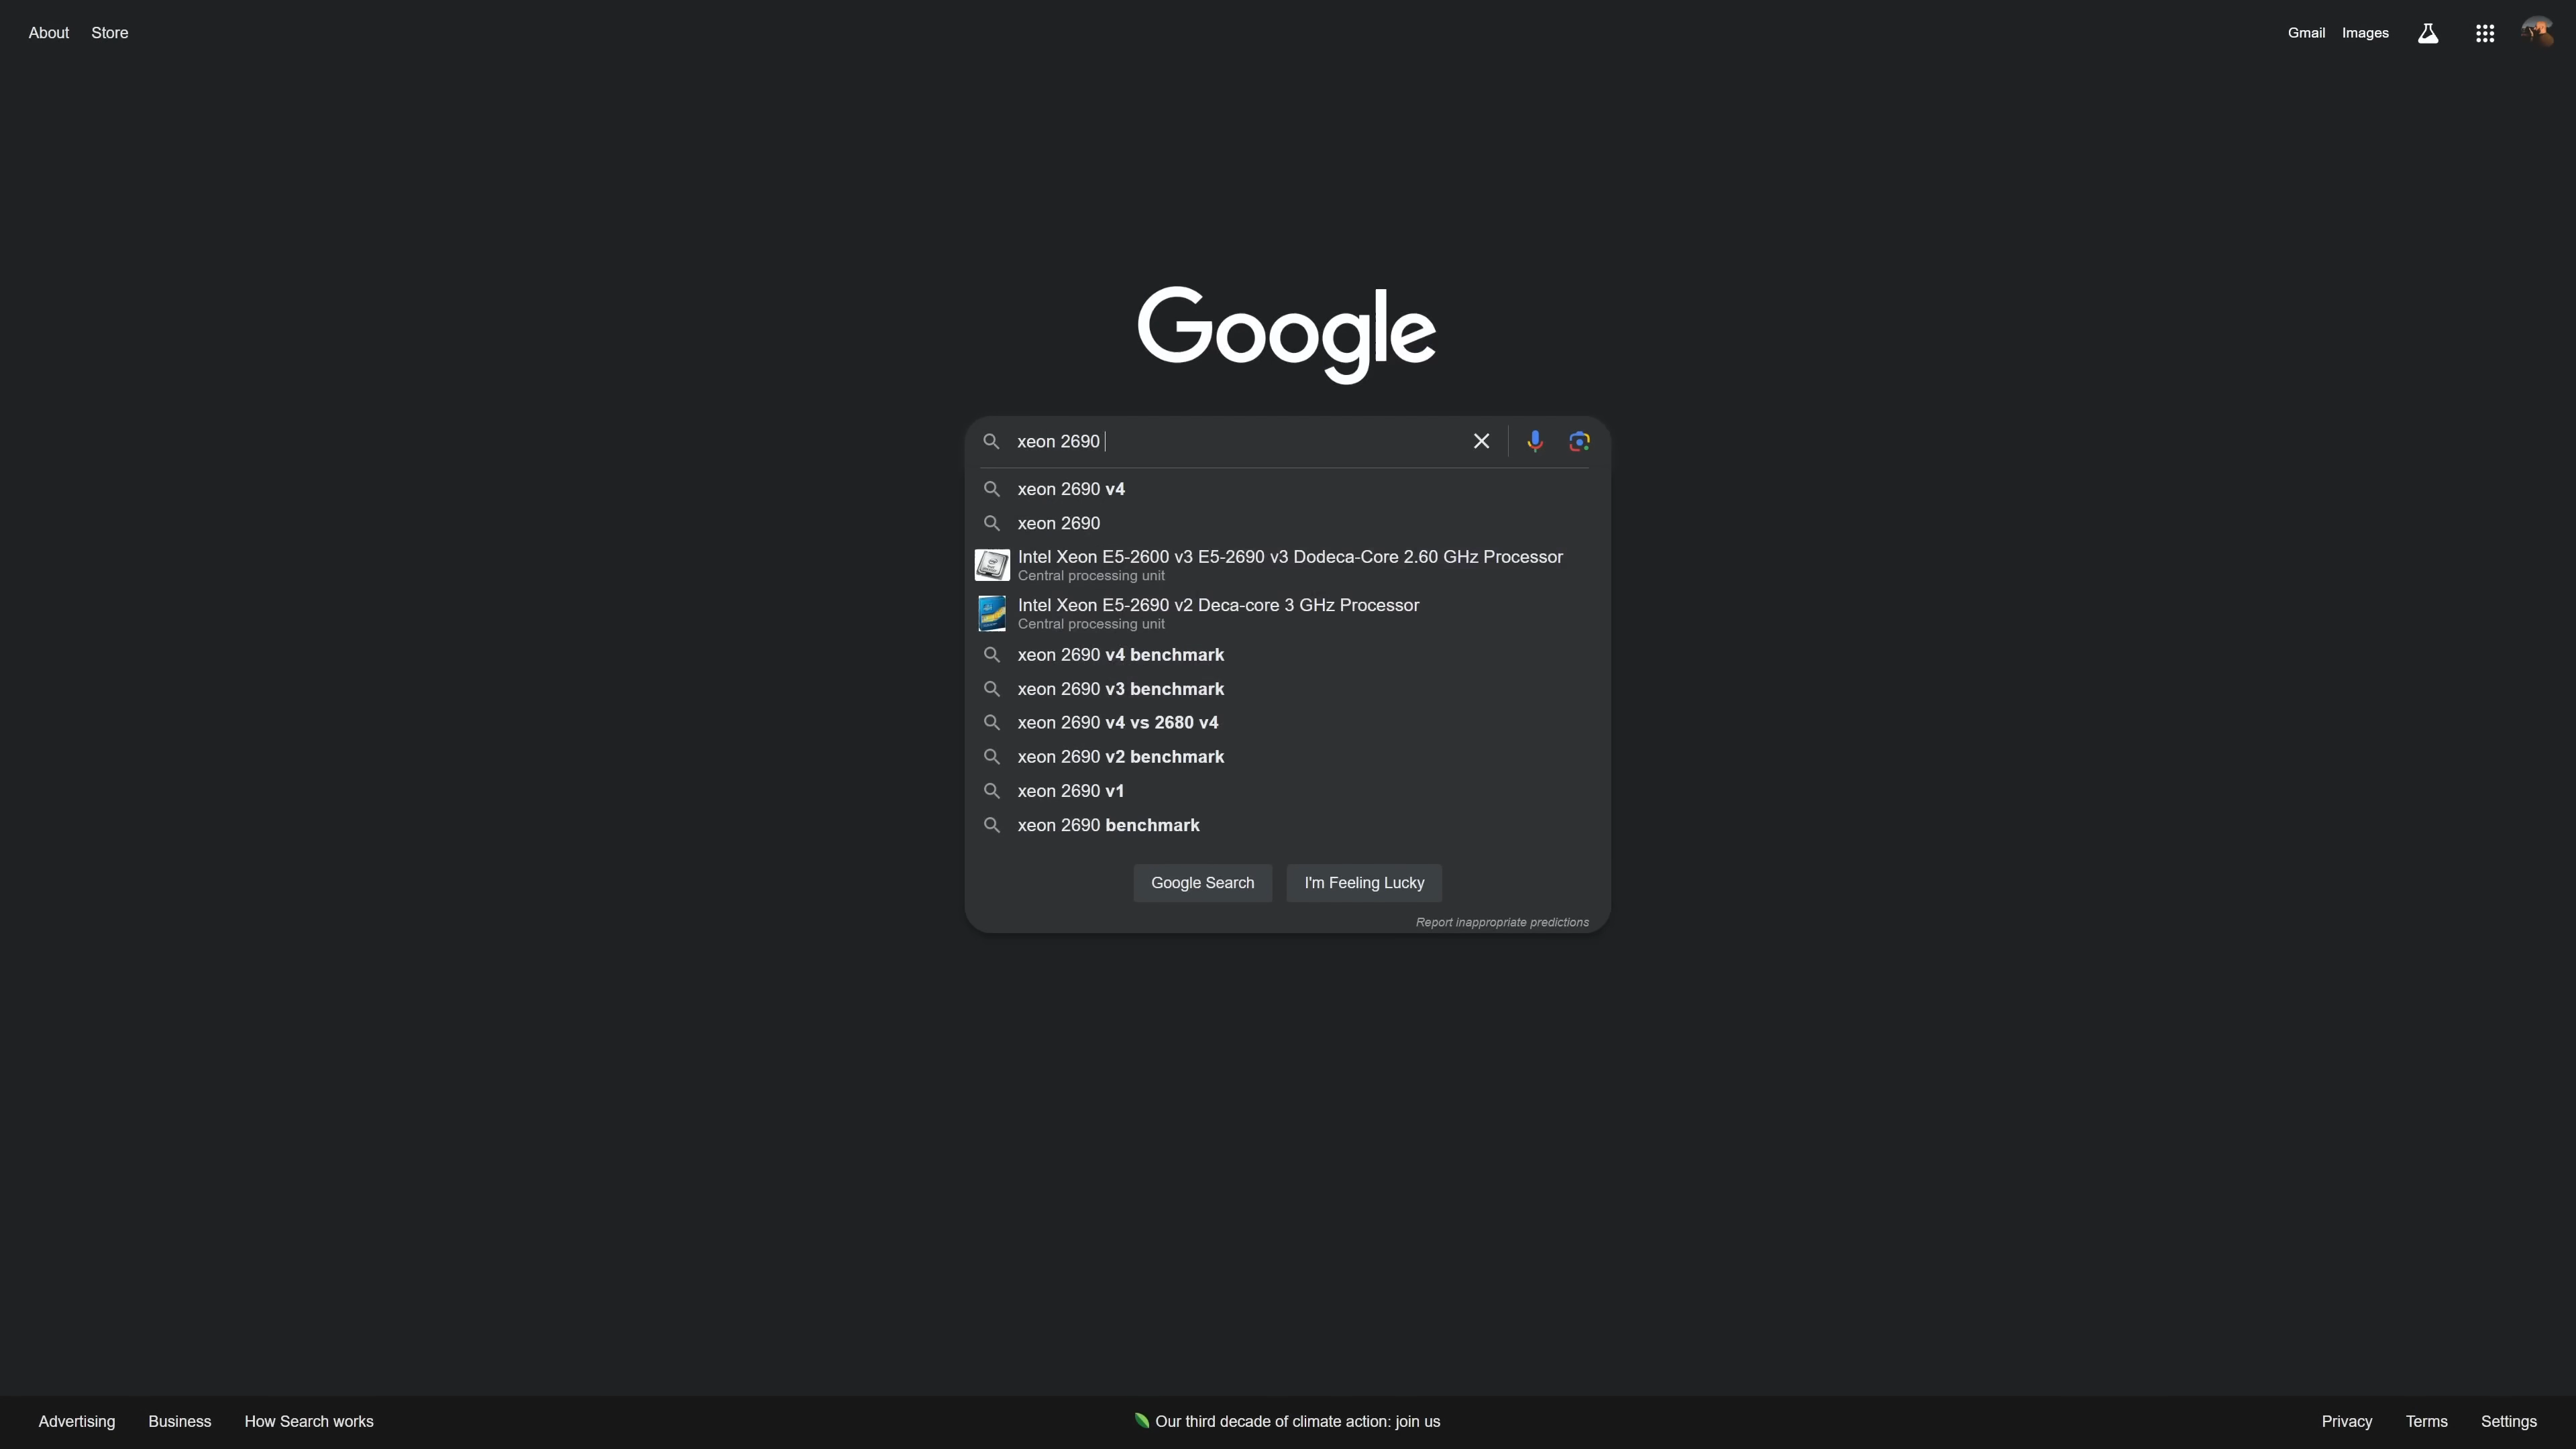 About Store
Gmail Images
Google
xeon 2690
xeon 2690 v4
xeon 2690
Intel Xeon E5-2600 v3 E5-2690 v3 Dodeca-Core 2.60 GHz Processor
Central processing unit
Intel Xeon E5-2690 v2 Deca-core 3 GHz Processor
Central processing unit
xeon 2690 v4 benchmark
xeon 2690 v3 benchmark
xeon 2690 v4 vs 2680 v4
xeon 2690 v2 benchmark
xeon 2690 v1
xeon 2690 benchmark
Google Search I'm Feeling Lucky
Report inappropriate predictions
Advertising Business How Search works
Our third decade of climate action: join us
Privacy Terms Settings